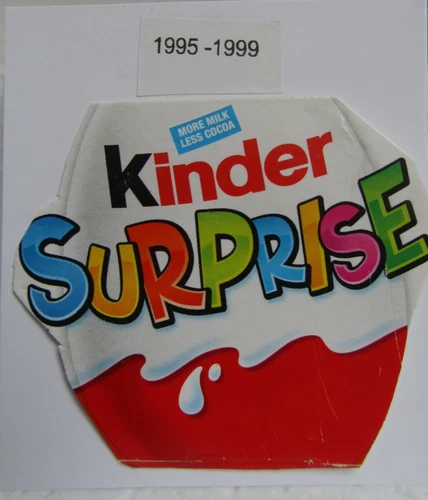 1995 -1999
MORE MILK
LESS COCOA
Kinder
SURPRISE